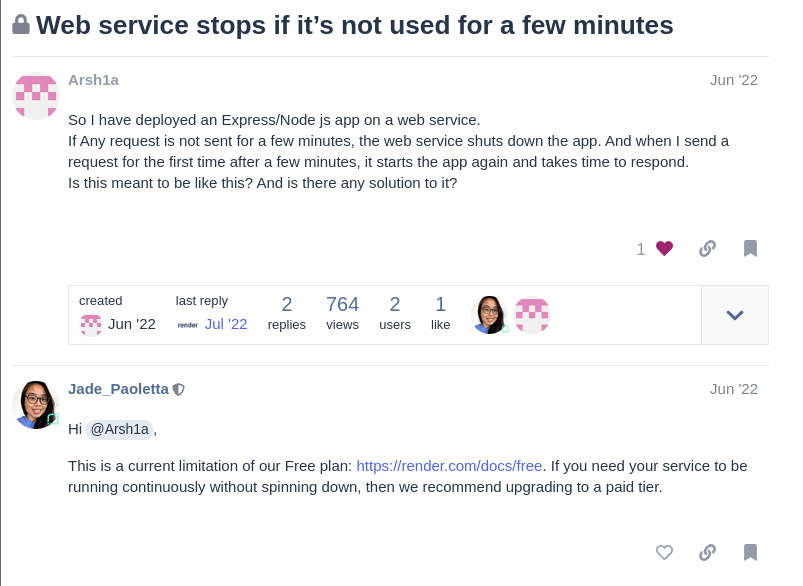 Web service stops if it’s not used for a few minutes
Arsh1a
Jun '22
So I have deployed an Express/Node js app on a web service.
If Any request is not sent for a few minutes, the web service shuts down the app. And when I send a
request for the first time after a few minutes, it starts the app again and takes time to respond.
Is this meant to be like this? And is there any solution to it?
1
created
Jun '22
last reply
render
Jul '22
2
replies
764
views
2
users
1
like
Jade_Paoletta
Jun '22
Hi @Arsh1a,
This is a current limitation of our Free plan: https://render.com/docs/free. If you need your service to be
running continuously without spinning down, then we recommend upgrading to a paid tier.